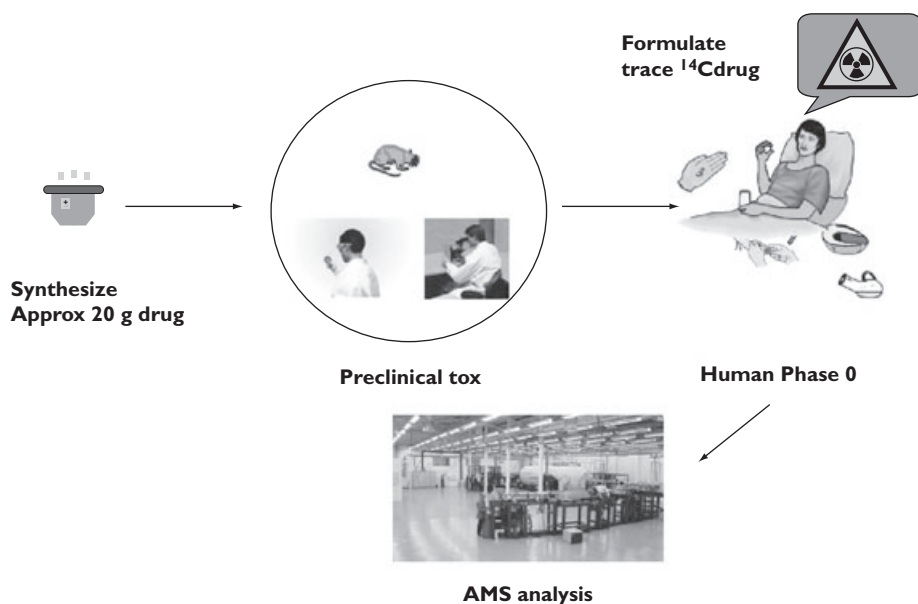 Formulate
trace ¹⁴Cdrug
Synthesize
Approx 20 g drug
Preclinical tox
Human Phase 0
AMS analysis